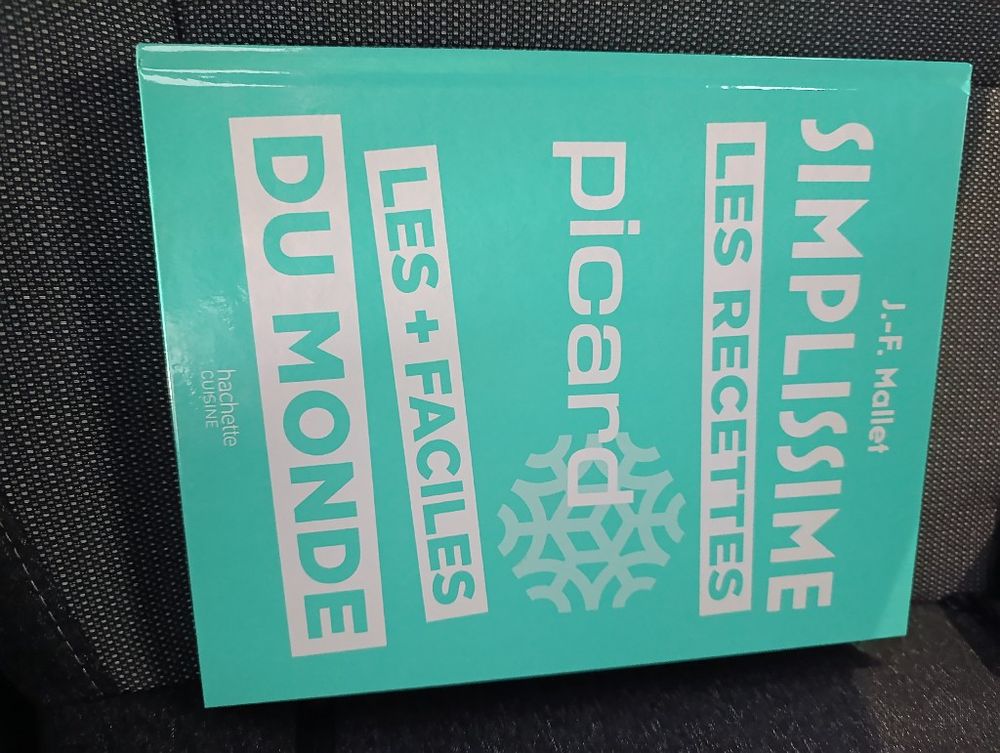 J.-F. Mallet
SIMPLISSIME
LES RECETTES
picard
LES + FACILES
DU MONDE
hachette
CUISINE